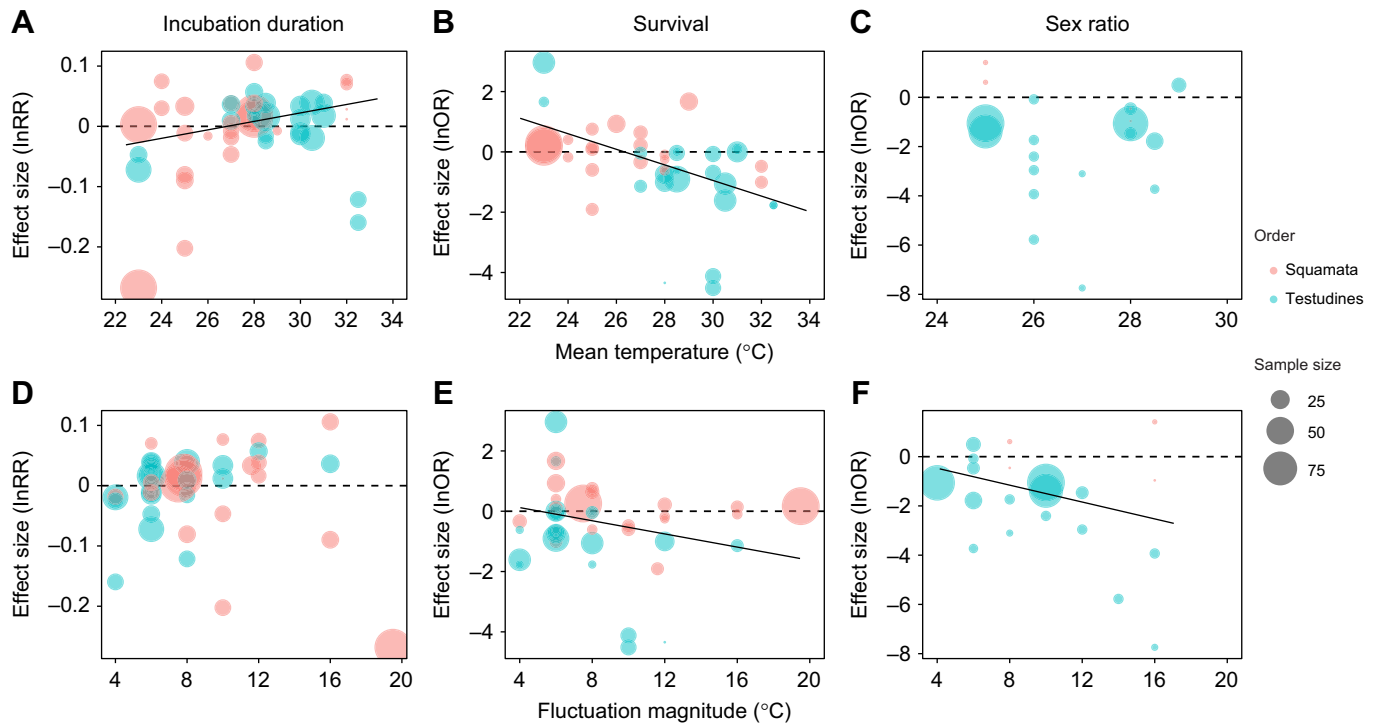 A Incubation duration
B Survival
C Sex ratio
Effect size (lnRR)
0.1
0
–0.1
–0.2
22 24 26 28 30 32 34
Effect size (lnOR)
2
0
–2
–4
22 24 26 28 30 32 34
Mean temperature (°C)
Effect size (lnOR)
0
–2
–4
–6
–8
24 26 28 30
Order
Squamata
Testudines
Sample size
25
50
75
D
Effect size (lnRR)
0.1
0
–0.1
–0.2
4 8 12 16 20
E
Effect size (lnOR)
2
0
–2
–4
4 8 12 16 20
Fluctuation magnitude (°C)
F
Effect size (lnOR)
0
–2
–4
–6
–8
4 8 12 16 20